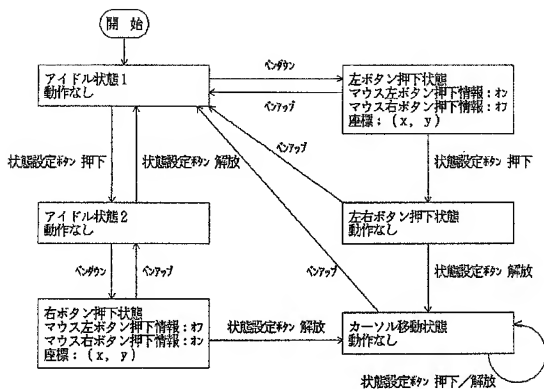 開 始
アイドル状態1
動作なし
ペンダウン
ペンアップ
左ボタン押下状態
動作なし
マウス左ボタン押下情報:オン
マウス右ボタン押下情報:オフ
座標:(x, y)
状態設定ボタン 押下
状態設定ボタン 解放
ペンアップ
状態設定ボタン 押下
アイドル状態2
動作なし
左右ボタン押下状態
動作なし
ペンダウン
ペンアップ
ペンアップ
状態設定ボタン 解放
右ボタン押下状態
マウス左ボタン押下情報:オフ
マウス右ボタン押下情報:オン
座標:(x, y)
状態設定ボタン 解放
カーソル移動状態
動作なし
状態設定ボタン 押下/解放